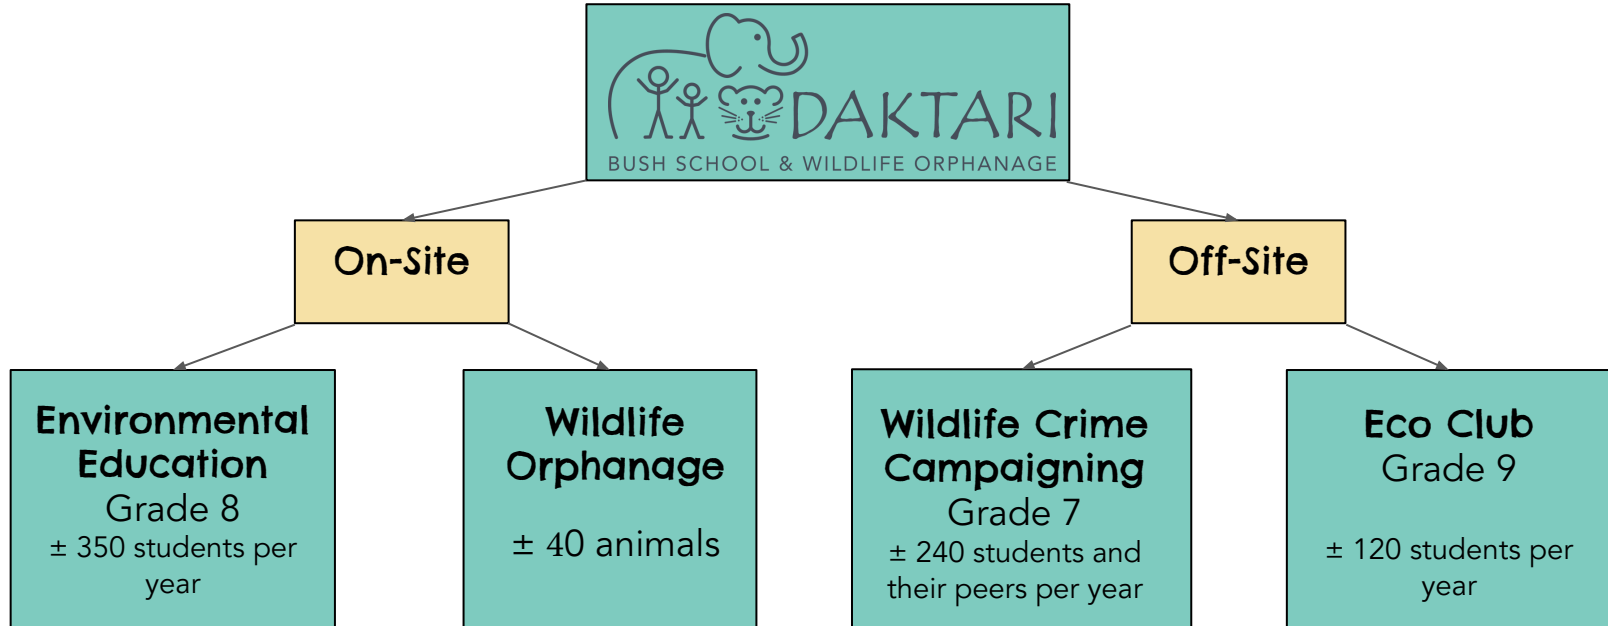 DAKTARI
BUSH SCHOOL & WILDLIFE ORPHANAGE
On-Site
Off-Site
Environmental
Education
Grade 8
± 350 students per
year
Wildlife
Orphanage
± 40 animals
Wildlife Crime
Campaigning
Grade 7
± 240 students and
their peers per year
Eco Club
Grade 9
± 120 students per
year